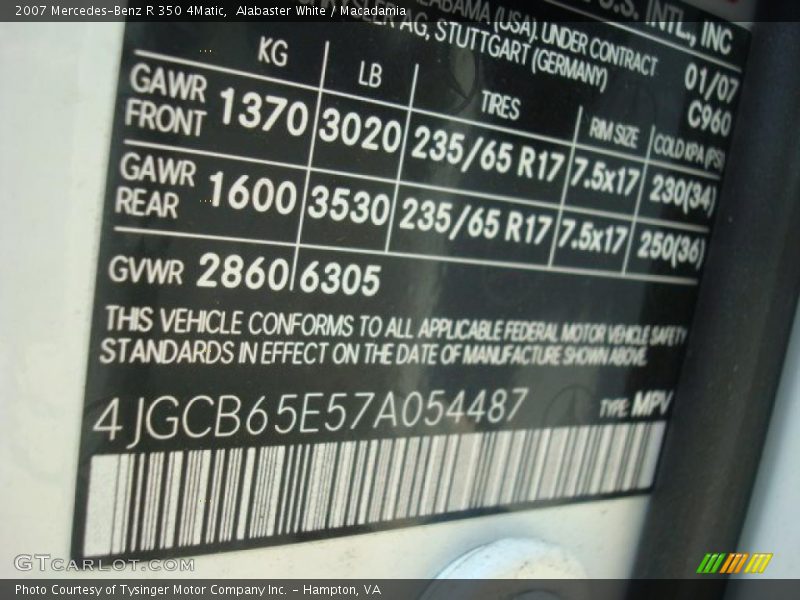 2007 Mercedes-Benz R 350 4Matic, Alabaster White / Macadamia
U.S. INTL., INC
ALABAMA (USA), UNDER CONTRACT
AG, STUTTGART (GERMANY)
01/07
C960
KG LB TIRES RIM SIZE COLD KPA (PSI)
GAWR FRONT 1370 3020 235/65 R17 7.5x17 230(34)
GAWR REAR 1600 3530 235/65 R17 7.5x17 250(36)
GVWR 2860 6305
THIS VEHICLE CONFORMS TO ALL APPLICABLE FEDERAL MOTOR VEHICLE SAFETY
STANDARDS IN EFFECT ON THE DATE OF MANUFACTURE SHOWN ABOVE.
4JGCB65E57A054487 TYPE: MPV
GTCARLOT.COM
Photo Courtesy of Tysinger Motor Company Inc. - Hampton, VA